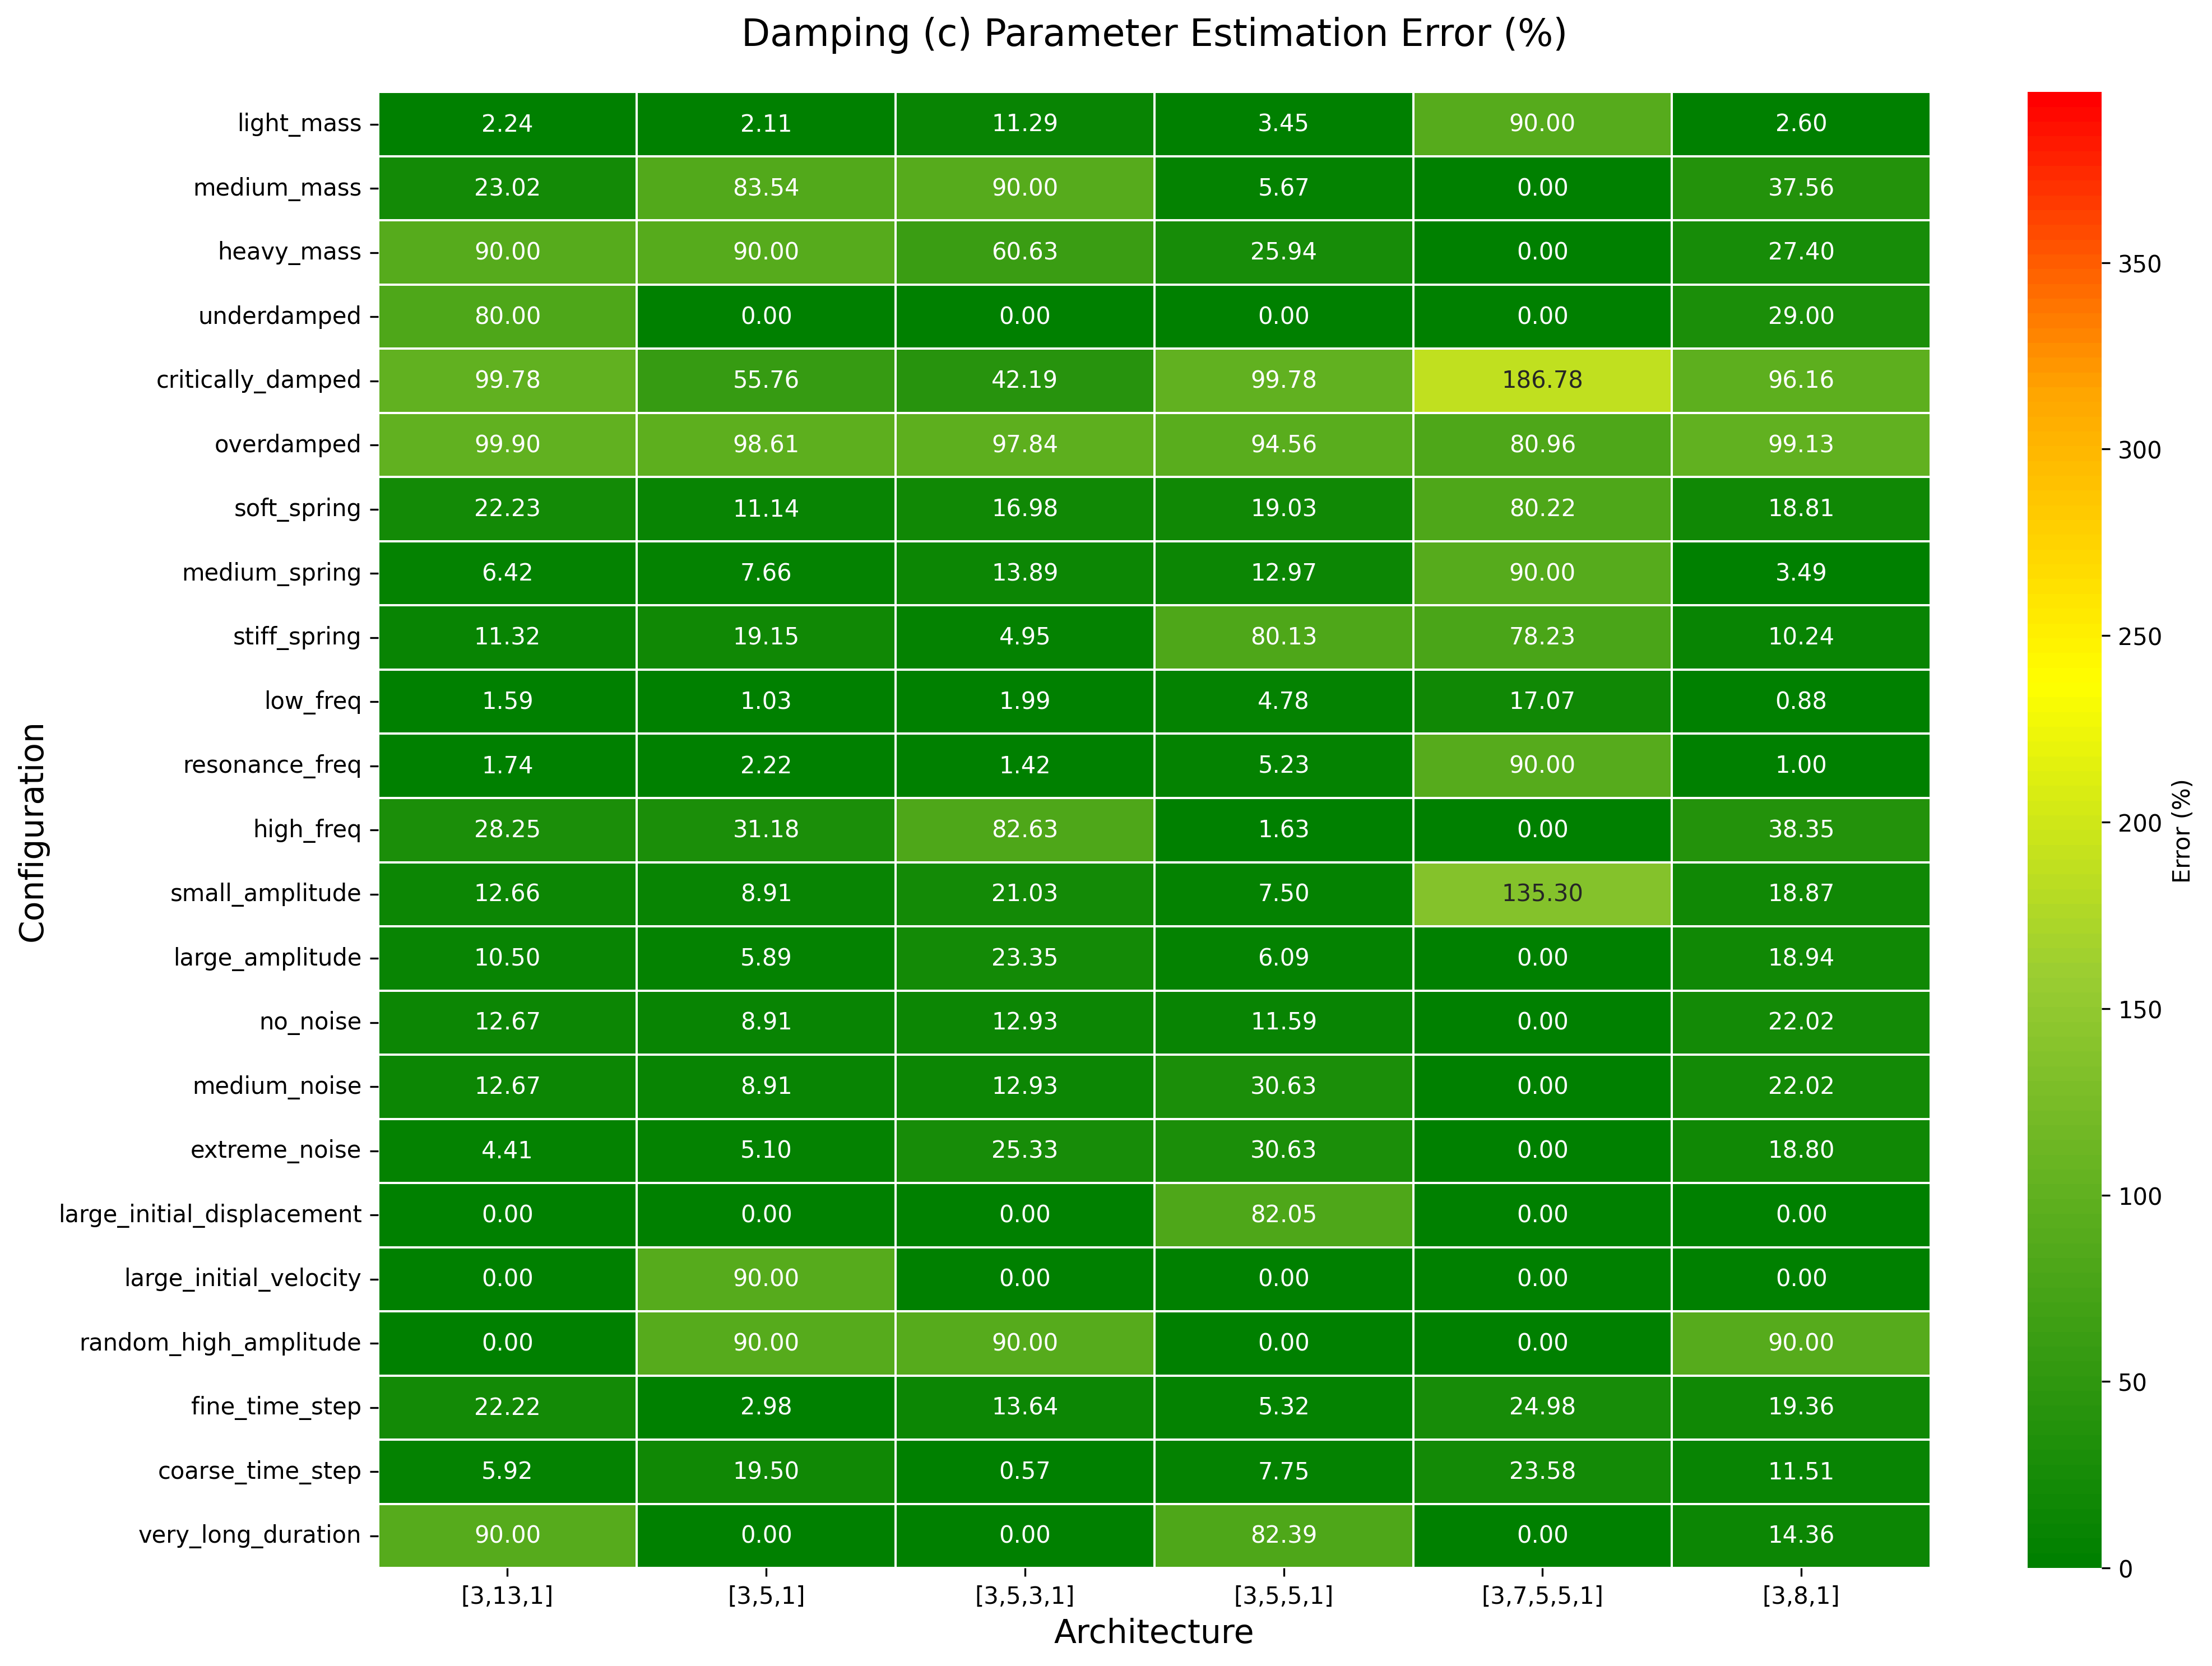 Damping (c) Parameter Estimation Error (%)
light_mass 2.24 2.11 11.29 3.45 90.00 2.60
medium_mass 23.02 83.54 90.00 5.67 0.00 37.56
heavy_mass 90.00 90.00 60.63 25.94 0.00 27.40
underdamped 80.00 0.00 0.00 0.00 0.00 29.00
critically_damped 99.78 55.76 42.19 99.78 186.78 96.16
overdamped 99.90 98.61 97.84 94.56 80.96 99.13
soft_spring 22.23 11.14 16.98 19.03 80.22 18.81
medium_spring 6.42 7.66 13.89 12.97 90.00 3.49
stiff_spring 11.32 19.15 4.95 80.13 78.23 10.24
low_freq 1.59 1.03 1.99 4.78 17.07 0.88
resonance_freq 1.74 2.22 1.42 5.23 90.00 1.00
high_freq 28.25 31.18 82.63 1.63 0.00 38.35
small_amplitude 12.66 8.91 21.03 7.50 135.30 18.87
large_amplitude 10.50 5.89 23.35 6.09 0.00 18.94
no_noise 12.67 8.91 12.93 11.59 0.00 22.02
medium_noise 12.67 8.91 12.93 30.63 0.00 22.02
extreme_noise 4.41 5.10 25.33 30.63 0.00 18.80
large_initial_displacement 0.00 0.00 0.00 82.05 0.00 0.00
large_initial_velocity 0.00 90.00 0.00 0.00 0.00 0.00
random_high_amplitude 0.00 90.00 90.00 0.00 0.00 90.00
fine_time_step 22.22 2.98 13.64 5.32 24.98 19.36
coarse_time_step 5.92 19.50 0.57 7.75 23.58 11.51
very_long_duration 90.00 0.00 0.00 82.39 0.00 14.36
[3,13,1] [3,5,1] [3,5,3,1] [3,5,5,1] [3,7,5,5,1] [3,8,1]
Architecture
Configuration
350
300
250
200
150
100
50
0
Error (%)